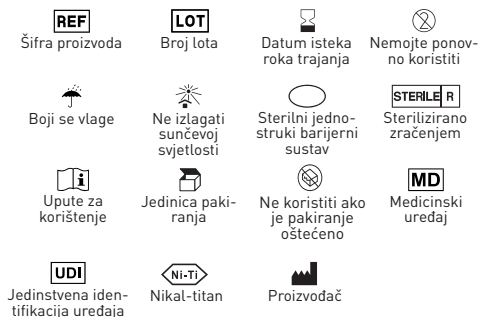 REF
LOT
2
Šifra proizvoda
Broj lota
Datum isteka
roka trajanja
Nemojte ponov-
no koristiti
STERILE R
Boji se vlage
Ne izlagati
sunčevoj
svjetlosti
Sterilni jedno-
struki barijerni
sustav
Sterilizirano
zračenjem
i
MD
Upute za
korištenje
Jedinica paki-
ranja
Ne koristiti ako
je pakiranje
oštećeno
Medicinski
uređaj
UDI
Ni-Ti
Jedinstvena iden-
tifikacija uređaja
Nikal-titan
Proizvođač